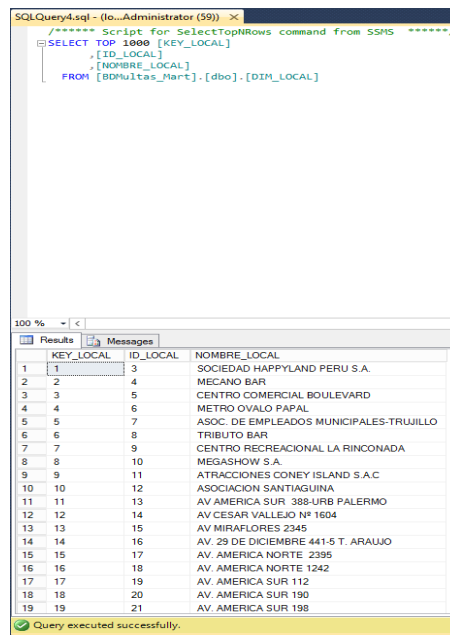 SQLQuery4.sql - (lo...Administrator (59)) ×
/****** Script for SelectTopNRows command from SSMS ******/
SELECT TOP 1000 [KEY_LOCAL]
,[ID_LOCAL]
,[NOMBRE_LOCAL]
FROM [BDMultas_Mart].[dbo].[DIM_LOCAL]
100 %
Results Messages
KEY_LOCAL ID_LOCAL NOMBRE_LOCAL
1 1 3 SOCIEDAD HAPPYLAND PERU S.A.
2 2 4 MECANO BAR
3 3 5 CENTRO COMERCIAL BOULEVARD
4 4 6 METRO OVALO PAPAL
5 5 7 ASOC. DE EMPLEADOS MUNICIPALES-TRUJILLO
6 6 8 TRIBUTO BAR
7 7 9 CENTRO RECREACIONAL LA RINCONADA
8 8 10 MEGASHOW S.A.
9 9 11 ATRACCIONES CONEY ISLAND S.A.C
10 10 12 ASOCIACION SANTIAGUINA
11 11 13 AV AMERICA SUR 388-URB PALERMO
12 12 14 AV CESAR VALLEJO Nº 1604
13 13 15 AV MIRAFLORES 2345
14 14 16 AV. 29 DE DICIEMBRE 441-5 T. ARAUJO
15 15 17 AV. AMERICA NORTE 2395
16 16 18 AV. AMERICA NORTE 1242
17 17 19 AV. AMERICA SUR 112
18 18 20 AV. AMERICA SUR 190
19 19 21 AV. AMERICA SUR 198
Query executed successfully.